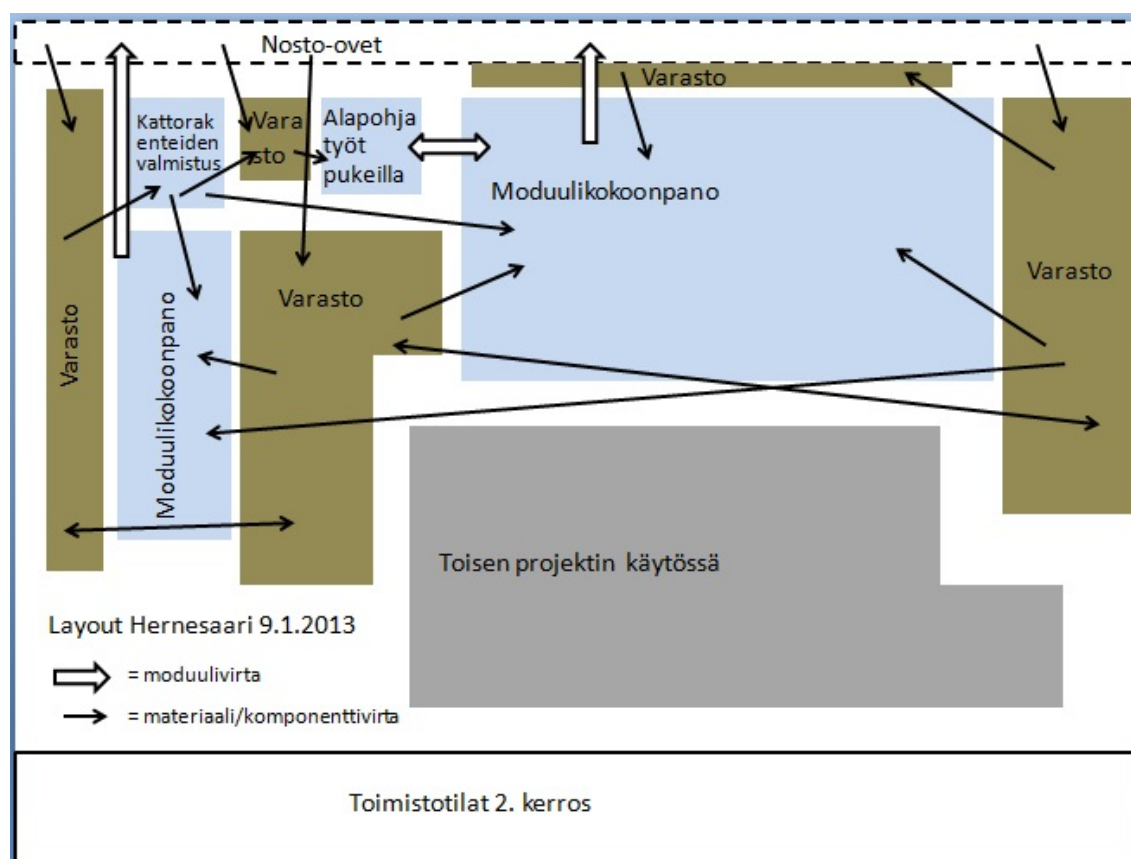 Nosto-ovet
Varasto
Kattorak
enteiden
valmistus
Vara
sto
Alapohja
työt
pukeilla
Moduulikokoonpano
Varasto
Varasto
Varasto
Moduulikokoonpano
Toisen projektin käytössä
Layout Hernesaari 9.1.2013
= moduulivirta
= materiaali/komponenttivirta
Toimistotilat 2. kerros